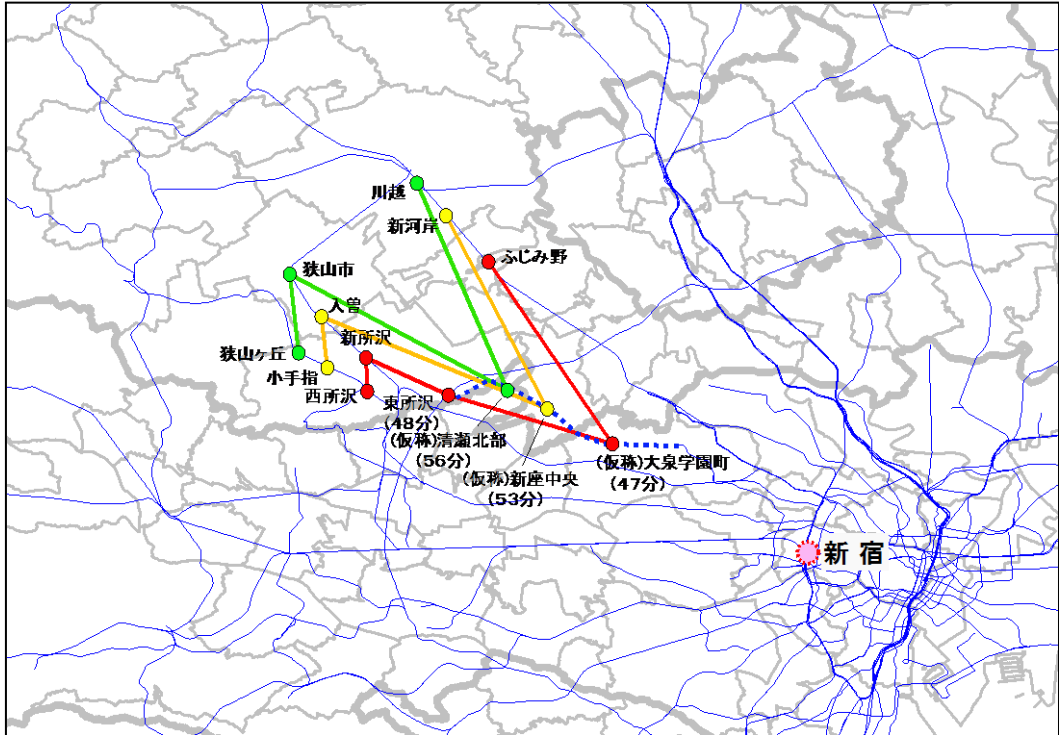 川越
新河岸
ふじみ野
狭山市
入曽
新所沢
狭山ヶ丘
小手指
西所沢
東所沢
(48分)
(仮称)清瀬北部
(56分)
(仮称)新座中央
(53分)
(仮称)大泉学園町
(47分)
新宿